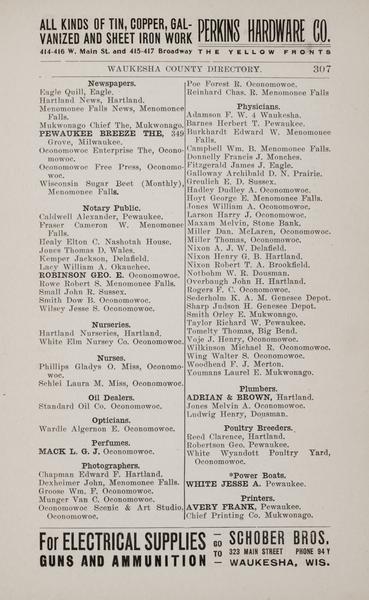 ALL KINDS OF TIN, COPPER, GAL-
VANIZED AND SHEET IRON WORK
PERKINS HARDWARE CO.
414-416 W. Main St. and 415-417 Broadway
THE YELLOW FRONTS
WAUKESHA COUNTY DIRECTORY.
307
Newspapers.
Eagle Quill, Eagle.
Hartland News, Hartland.
Menomonee Falls News, Menomonee
Falls.
Mukwonago Chief The, Mukwonago.
PEWAUKEE BREEZE THE, 349
Grove, Milwaukee.
Oconomowoc Enterprise The, Ocono-
mowoc.
Oconomowoc Free Press, Oconomo-
woc.
Wisconsin Sugar Beet (Monthly),
Menomonee Falls.
Notary Public.
Caldwell Alexander, Pewaukee.
Fraser Cameron W. Menomonee
Falls.
Healy Elton C. Nashotah House.
Jones Thomas D. Wales.
Kemper Jackson, Delafield.
Lacy William A. Okauchee.
ROBINSON GEO. E. Oconomowoc.
Rowe Robert S. Menomonee Falls.
Small John R. Sussex.
Smith Dow B. Oconomowoc.
Wilsey Jesse S. Oconomowoc.
Nurseries.
Hartland Nurseries, Hartland.
White Elm Nursey Co. Oconomowoc.
Nurses.
Phillips Gladys O. Miss, Oconomo-
woc.
Schlei Laura M. Miss, Oconomowoc.
Oil Dealers.
Standard Oil Co. Oconomowoc.
Opticians.
Wardle Algernon E. Oconomowoc.
Perfumes.
MACK L. G. J. Oconomowoc.
Photographers.
Chapman Edward F. Hartland.
Dexheimer John, Menomonee Falls.
Groose Wm. F. Oconomowoc.
Munger Van C. Oconomowoc.
Oconomowoc Scenic & Art Studio,
Oconomowoc.
Poe Forest R. Oconomowoc.
Reinhard Chas. R. Menomonee Falls
Physicians.
Adamson F. W. 4 Waukesha.
Barnes Herbert T. Pewaukee.
Burkhardt Edward W. Menomonee
Falls.
Campbell Wm. B. Menomonee Falls.
Donnelly Francis J. Monches.
Fitzgerald James J. Eagle.
Galloway Archibald D. N. Prairie.
Greulich E. D. Sussex.
Hadley Dudley A. Oconomowoc.
Hoyt George E. Menomonee Falls.
Jones William A. Oconomowoc.
Larson Harry J. Oconomowoc.
Maxam Melvin, Stone Bank.
Miller Dan. McLaren, Oconomowoc.
Miller Thomas, Oconomowoc.
Nixon A. J. W. Delafield.
Nixon Henry G. B. Hartland.
Nixon Robert T. A. Brookfield.
Notbohm W. R. Dousman.
Overbaugh John H. Hartland.
Rogers F. C. Oconomowoc.
Sederholm K. A. M. Genesee Depot.
Sharp Judson H. Genesee Depot.
Smith Orley E. Mukwonago.
Taylor Richard W. Pewaukee.
Tomelty Thomas, Big Bend.
Voje J. Henry, Oconomowoc.
Wilkinson Michael R. Oconomowoc.
Wing Walter S. Oconomowoc.
Woodhead F. J. Merton.
Youmans Laurel E. Mukwonago.
Plumbers.
ADRIAN & BROWN, Hartland.
Jones Melvin A. Oconomowoc.
Ludwig Henry, Dousman.
Poultry Breeders.
Reed Clarence, Hartland.
Robertson Geo. Pewaukee.
White Wyandott Poultry Yard,
Oconomowoc.
*Power Boats.
WHITE JESSE A. Pewaukee.
Printers.
AVERY FRANK, Pewaukee.
Chief Printing Co. Mukwonago.
For ELECTRICAL SUPPLIES
GUNS AND AMMUNITION
GO
TO
SCHOBER BROS.
323 MAIN STREET PHONE 94 Y
WAUKESHA, WIS.